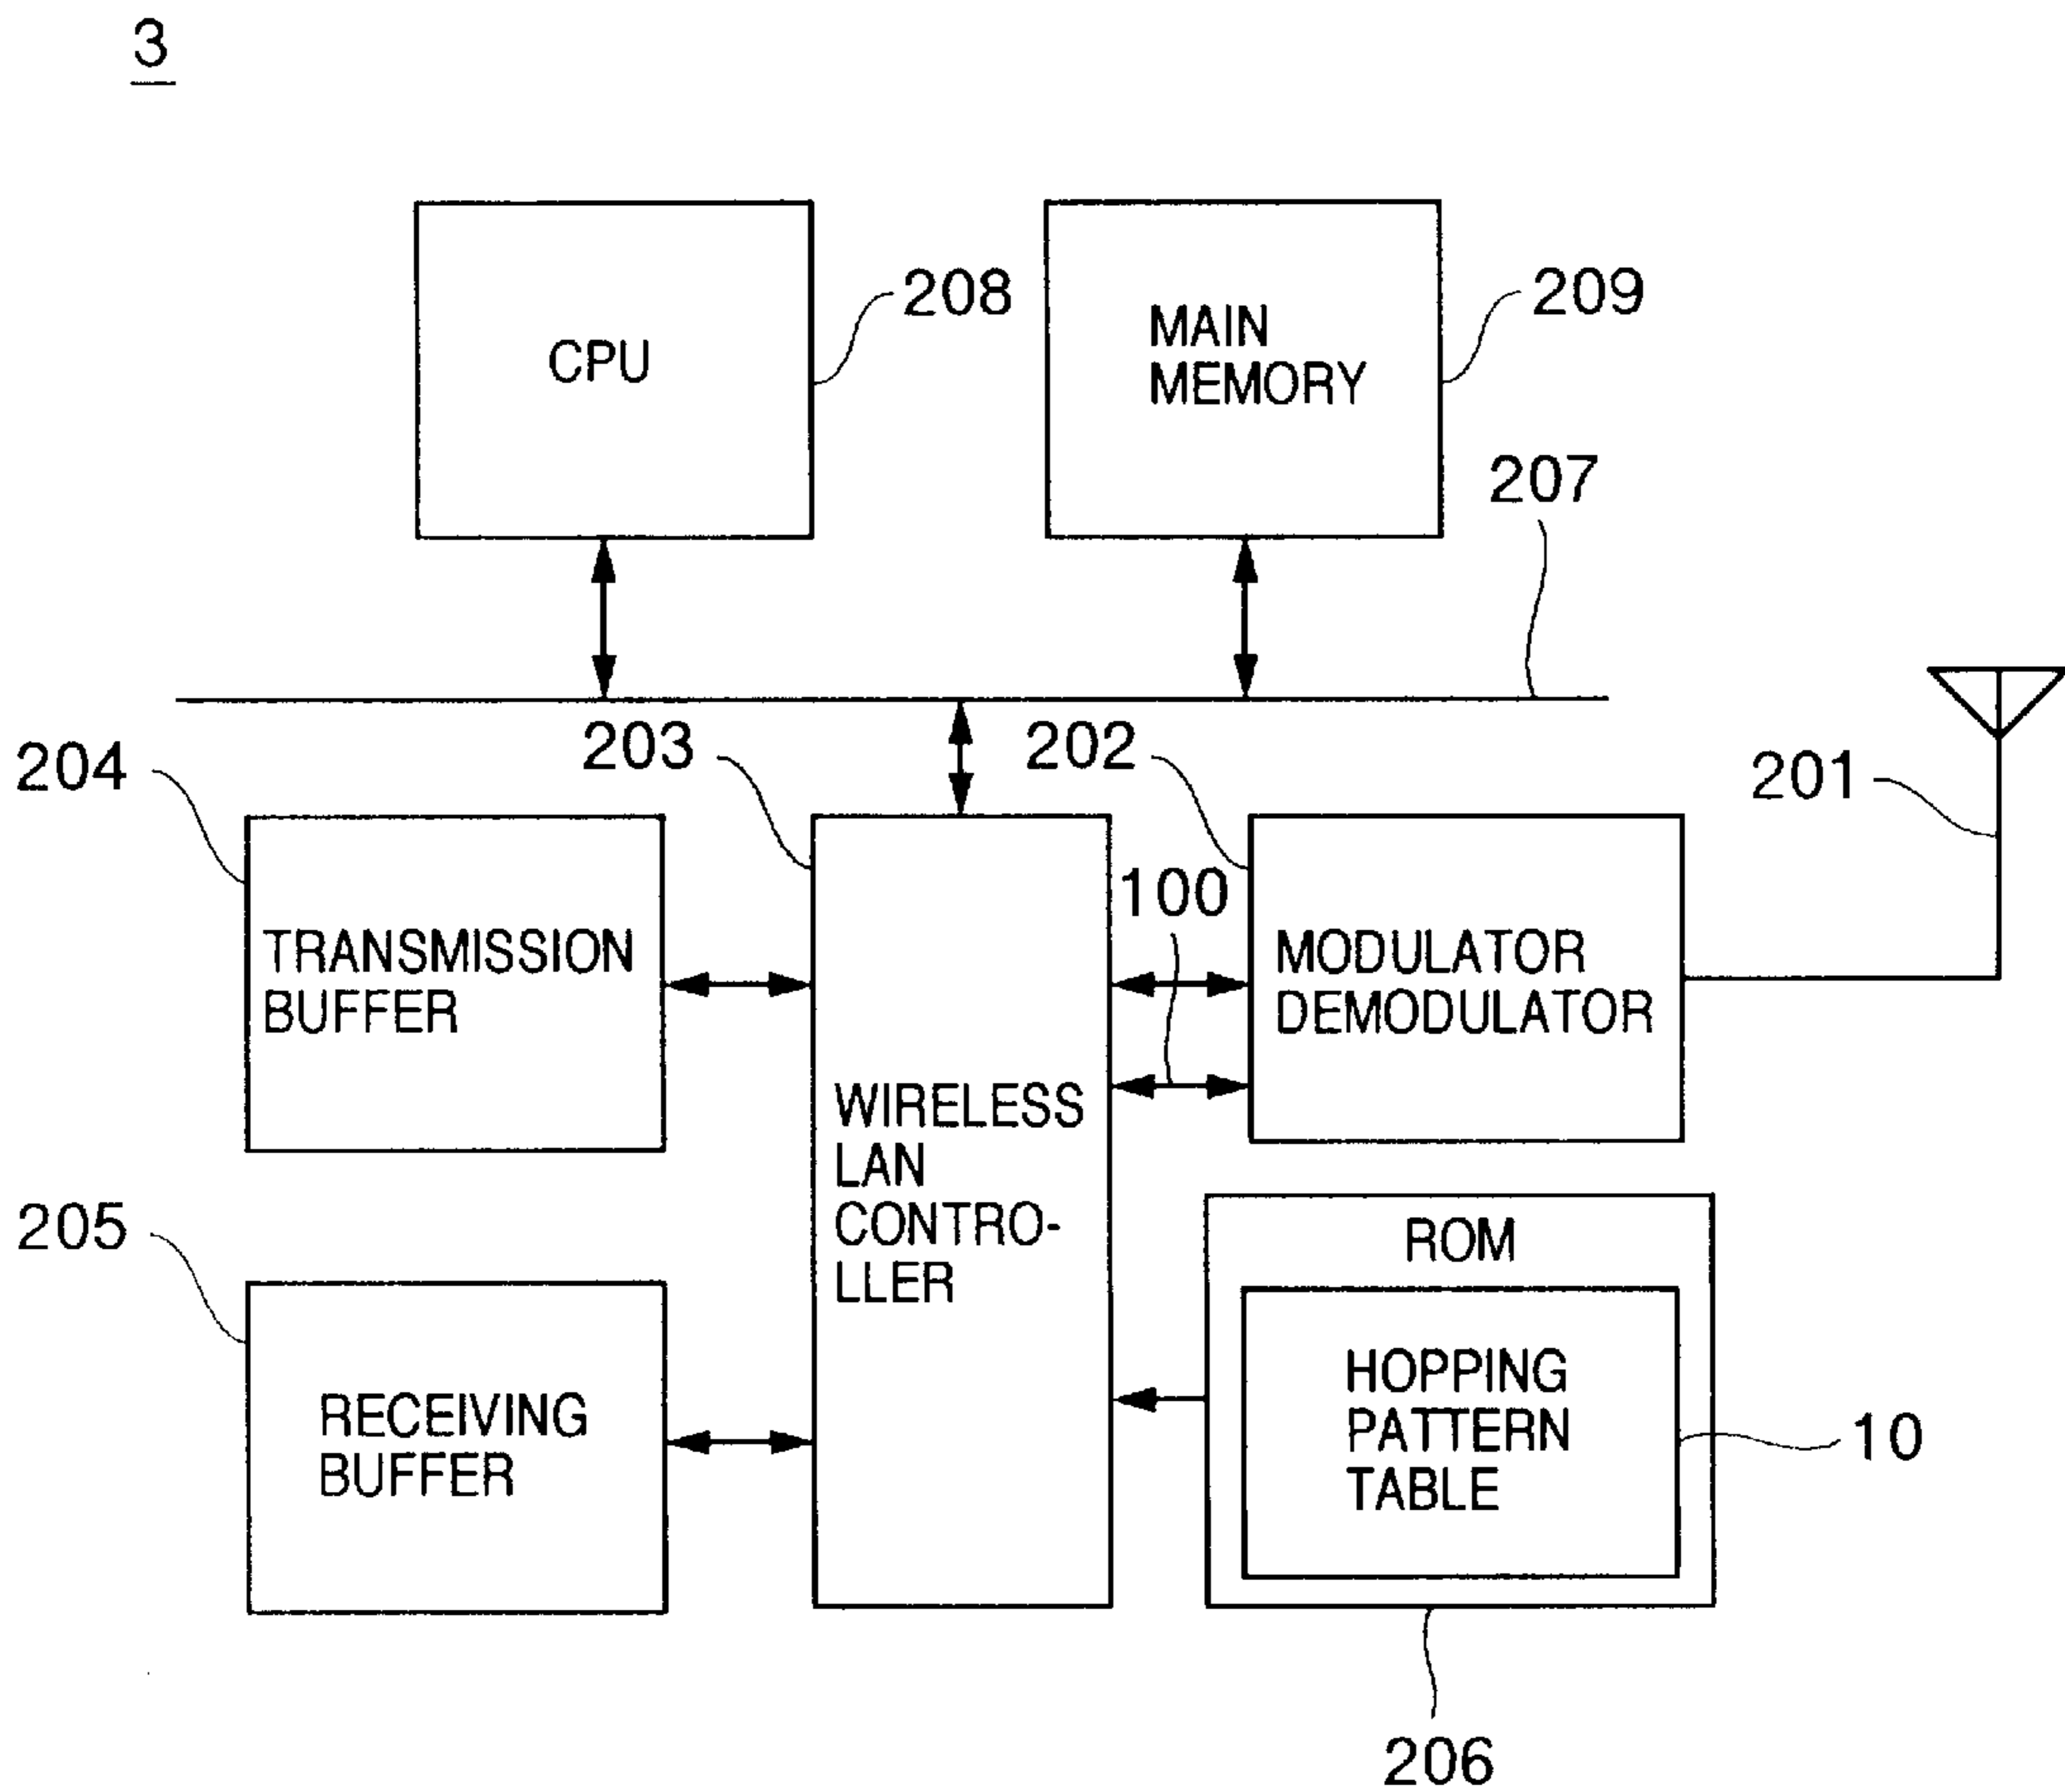 3
CPU
208
MAIN
MEMORY
209
207
203
202
204
201
100
TRANSMISSION
BUFFER
MODULATOR
DEMODULATOR
WIRELESS
LAN
CONTRO-
LLER
205
ROM
RECEIVING
BUFFER
HOPPING
PATTERN
TABLE
10
206